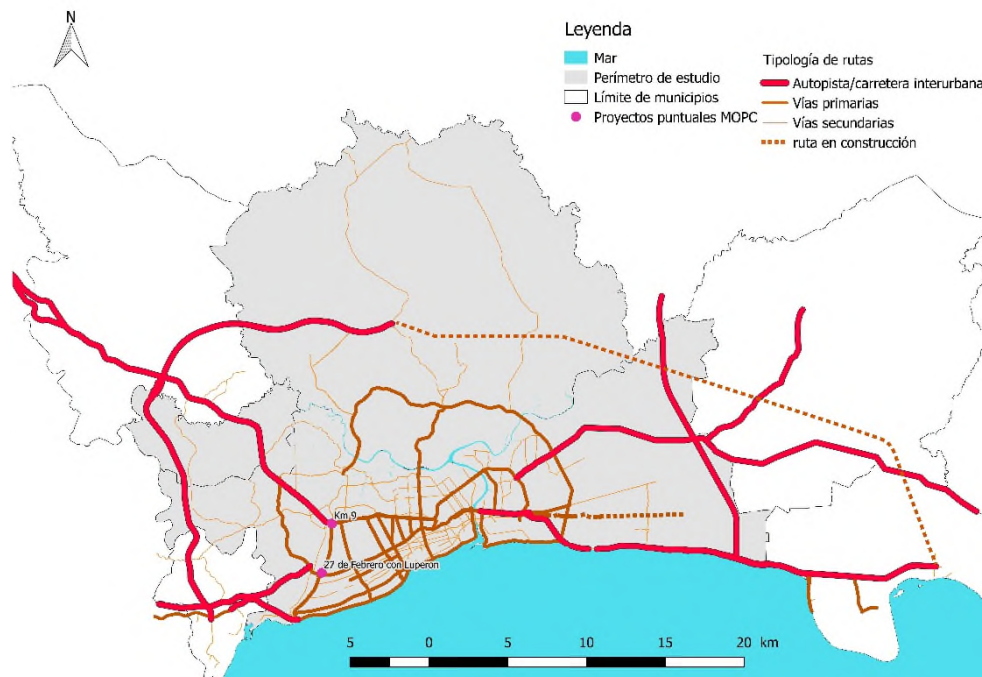 N
Leyenda
Mar
Perímetro de estudio
Límite de municipios
Proyectos puntuales MOPC
Tipología de rutas
Autopista/carretera interurbana
Vías primarias
Vías secundarias
ruta en construcción
Km 9
27 de Febrero con Luperon
5 0 5 10 15 20 km